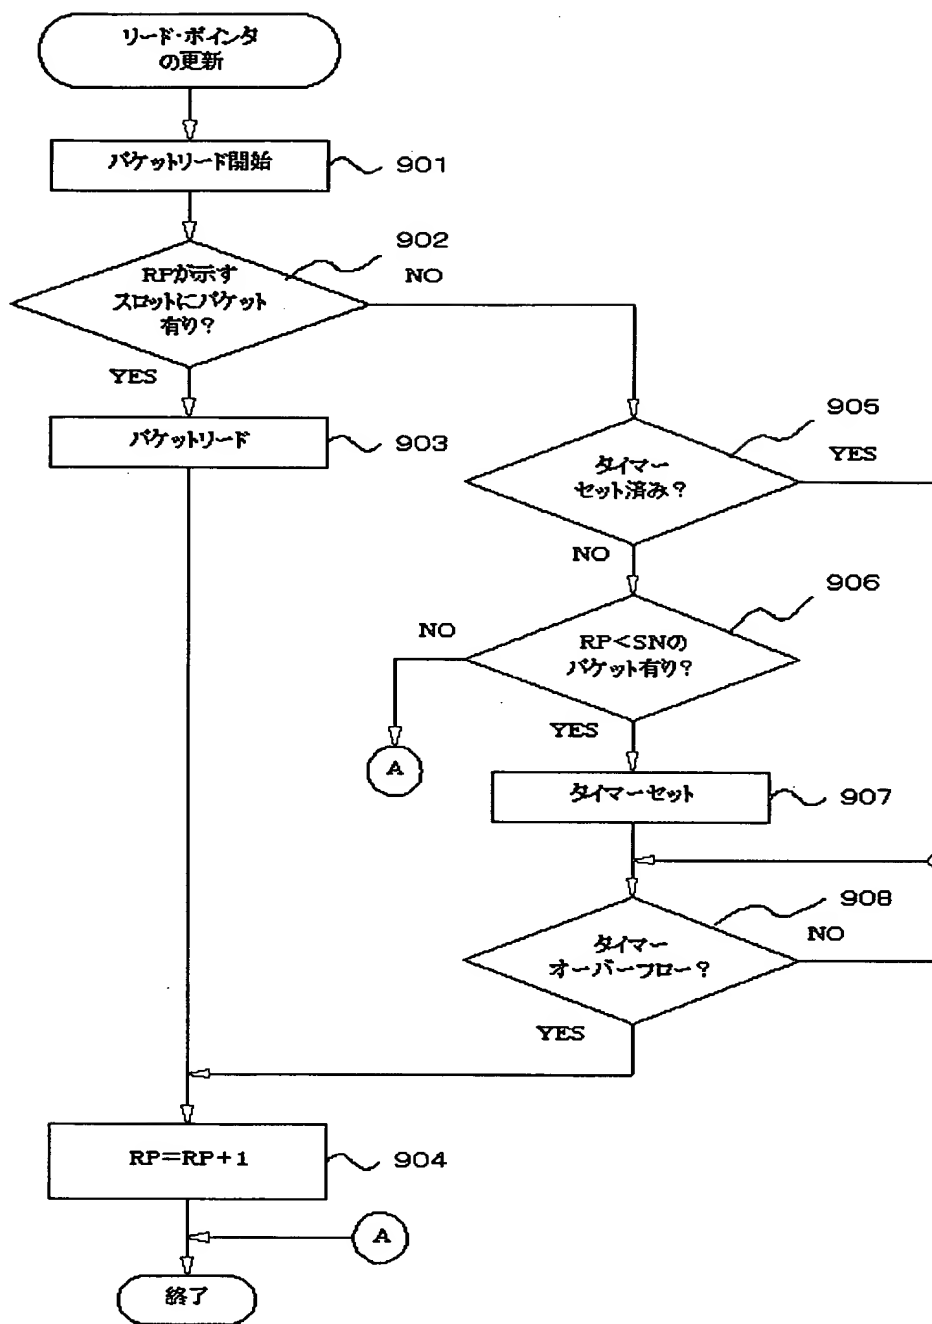 リード・ポインタ
の更新
パケットリード開始
901
902
RPが示す
スロットにパケット
有り?
NO
YES
パケットリード
903
905
タイマー
セット済み?
YES
NO
906
RP<SNの
パケット有り?
NO
YES
A
タイマーセット
907
908
タイマー
オーバーフロー?
NO
YES
RP=RP+1
904
A
終了